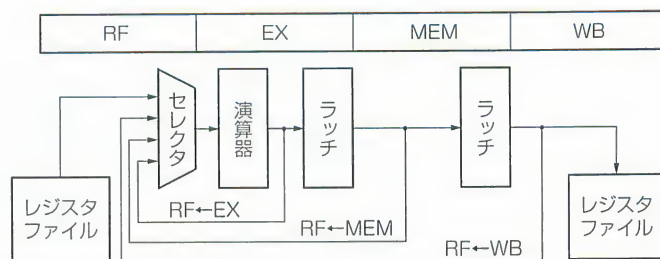 RF
EX
MEM
WB
セレクタ
演算器
ラッチ
ラッチ
レジスタ
ファイル
RF←EX
RF←MEM
RF←WB
レジスタ
ファイル